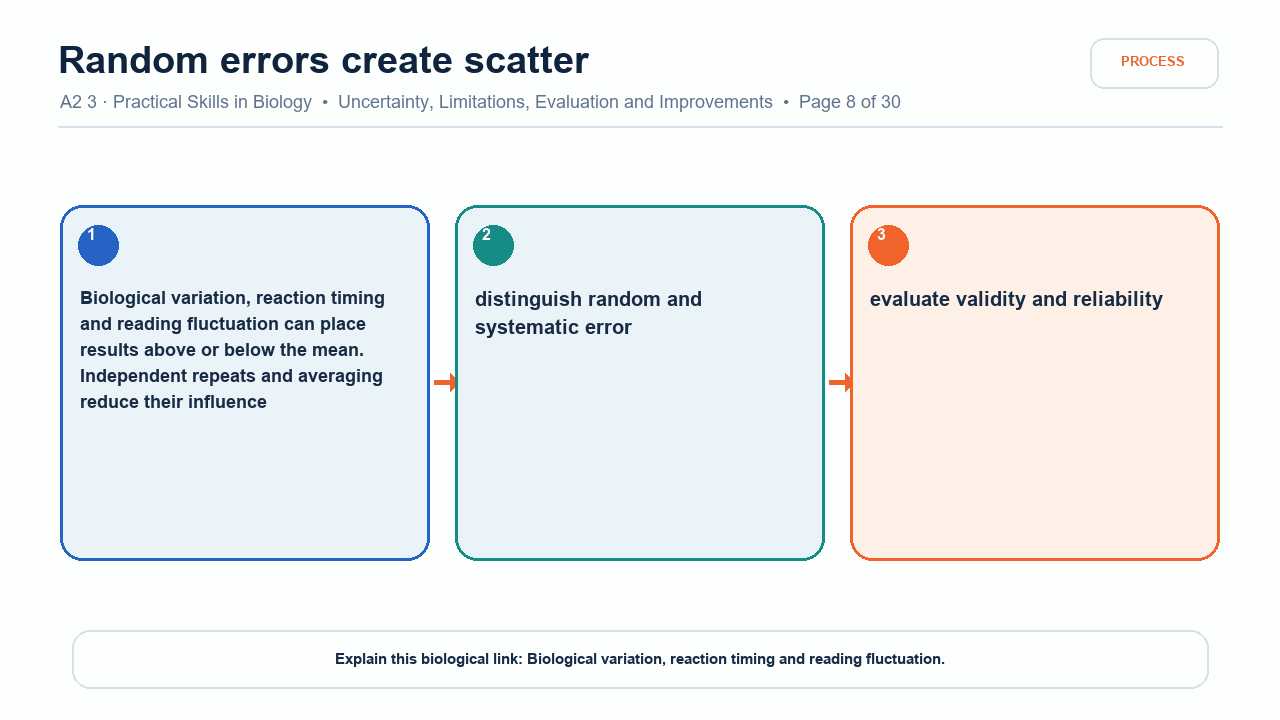 Random errors create scatter
PROCESS
A2 3 · Practical Skills in Biology • Uncertainty, Limitations, Evaluation and Improvements • Page 8 of 30
1
Biological variation, reaction timing
and reading fluctuation can place
results above or below the mean.
Independent repeats and averaging
reduce their influence
2
distinguish random and
systematic error
3
evaluate validity and reliability
Explain this biological link: Biological variation, reaction timing and reading fluctuation.